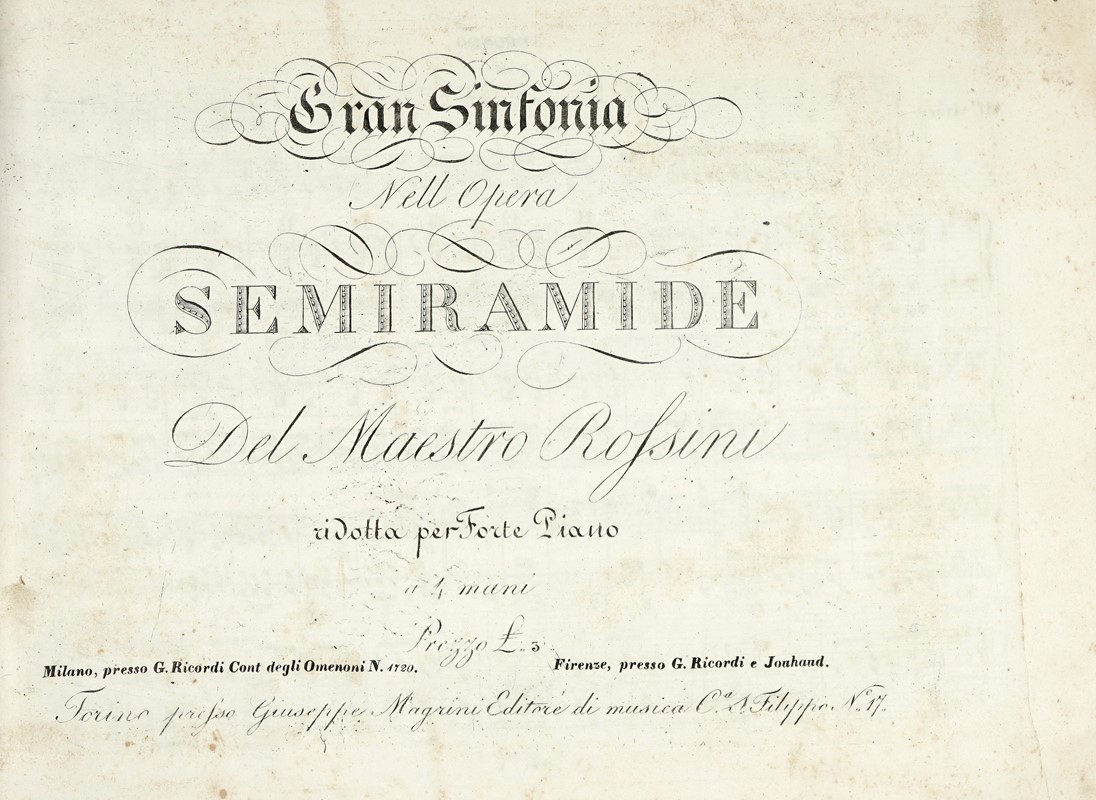 Gran Sinfonia
Nell Opera
SEMIRAMIDE
Del Maestro Roſsini
ridotta per Forte Piano
a 4 mani
Prezzo £. 3
Milano, presso G. Ricordi Cont degli Omenoni N. 1720.
Firenze, presso G. Ricordi e Jouhaud.
Torino preſso Giuseppe Magrini Editore di musica C.a S. Filippo N.o 17.